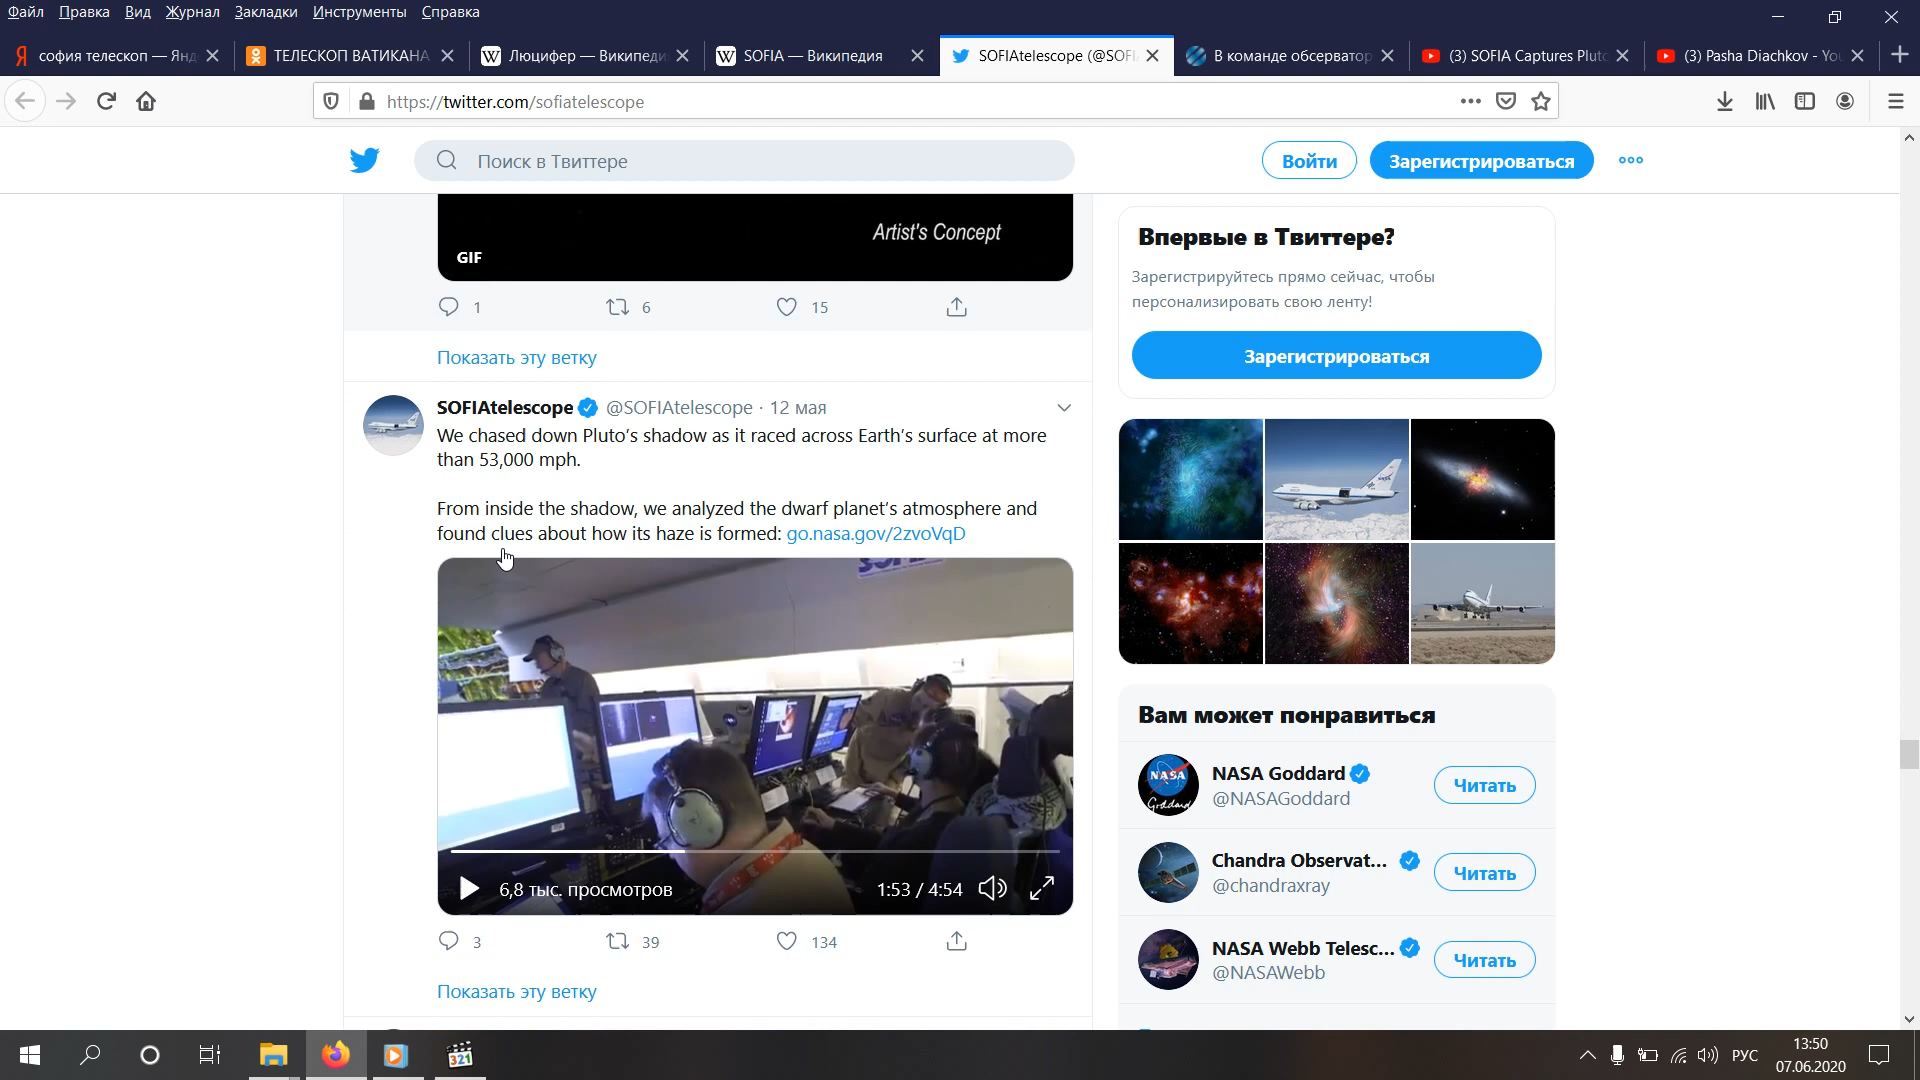 Файл Правка Вид Журнал Закладки Инструменты Справка
софия телескоп — Янд
ТЕЛЕСКОП ВАТИКАНА
Люцифер — Википеди
SOFIA — Википедия
SOFIAtelescope (@SOFI
В команде обсерватор
(3) SOFIA Captures Pluto
(3) Pasha Diachkov - You
https://twitter.com/sofiatelescope
Поиск в Твиттере
Войти
Зарегистрироваться
Artist's Concept
GIF
1 6 15
Показать эту ветку
SOFIAtelescope @SOFIAtelescope · 12 мая
We chased down Pluto's shadow as it raced across Earth's surface at more
than 53,000 mph.
From inside the shadow, we analyzed the dwarf planet's atmosphere and
found clues about how its haze is formed: go.nasa.gov/2zvoVqD
6,8 тыс. просмотров
1:53 / 4:54
3 39 134
Показать эту ветку
Впервые в Твиттере?
Зарегистрируйтесь прямо сейчас, чтобы
персонализировать свою ленту!
Зарегистрироваться
Вам может понравиться
NASA Goddard
@NASAGoddard
Читать
Chandra Observat...
@chandraxray
Читать
NASA Webb Telesc...
@NASAWebb
Читать
NASA
Goddard
321
РУС
13:50
07.06.2020